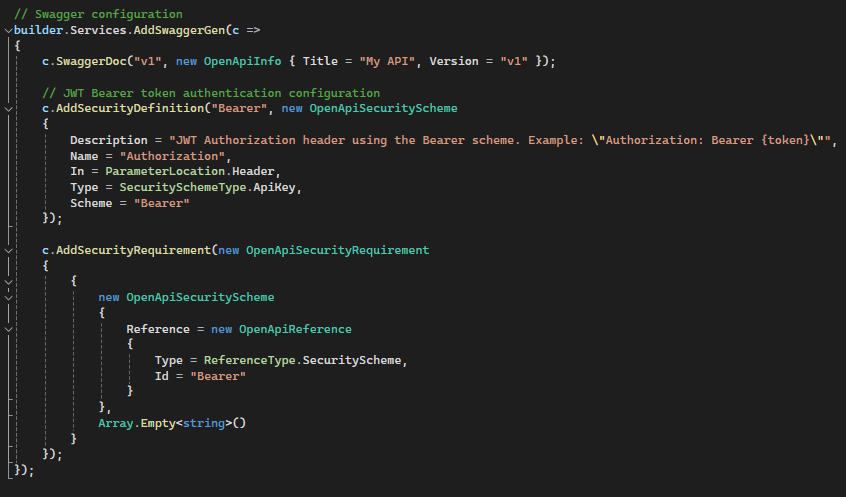 // Swagger configuration
builder.Services.AddSwaggerGen(c =>
{
    c.SwaggerDoc("v1", new OpenApiInfo { Title = "My API", Version = "v1" });

    // JWT Bearer token authentication configuration
    c.AddSecurityDefinition("Bearer", new OpenApiSecurityScheme
    {
        Description = "JWT Authorization header using the Bearer scheme. Example: \"Authorization: Bearer {token}\"",
        Name = "Authorization",
        In = ParameterLocation.Header,
        Type = SecuritySchemeType.ApiKey,
        Scheme = "Bearer"
    });

    c.AddSecurityRequirement(new OpenApiSecurityRequirement
    {
        {
            new OpenApiSecurityScheme
            {
                Reference = new OpenApiReference
                {
                    Type = ReferenceType.SecurityScheme,
                    Id = "Bearer"
                }
            },
            Array.Empty<string>()
        }
    });
});